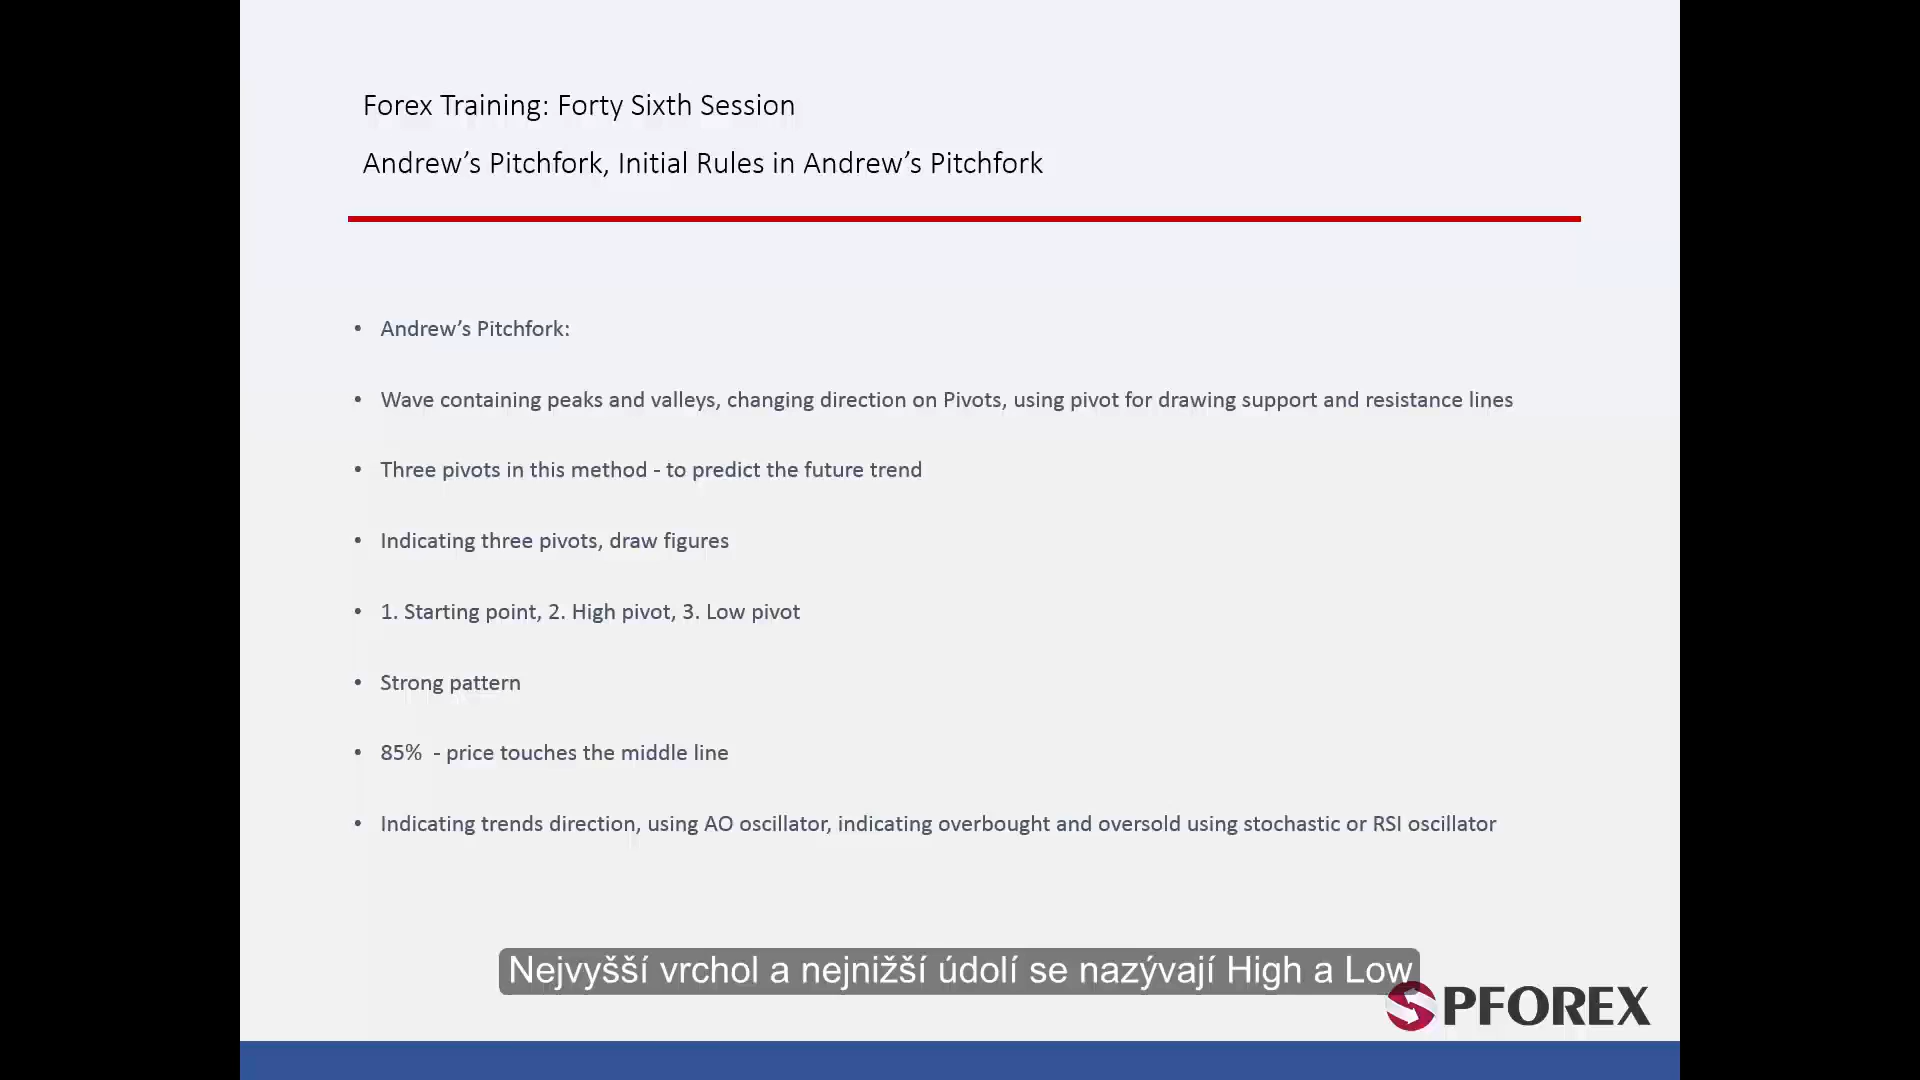 Forex Training: Forty Sixth Session
Andrew’s Pitchfork, Initial Rules in Andrew’s Pitchfork
• Andrew’s Pitchfork:
• Wave containing peaks and valleys, changing direction on Pivots, using pivot for drawing support and resistance lines
• Three pivots in this method - to predict the future trend
• Indicating three pivots, draw figures
• 1. Starting point, 2. High pivot, 3. Low pivot
• Strong pattern
• 85%  - price touches the middle line
• Indicating trends direction, using AO oscillator, indicating overbought and oversold using stochastic or RSI oscillator
Nejvyšší vrchol a nejnižší údolí se nazývají High a Low
SPFOREX